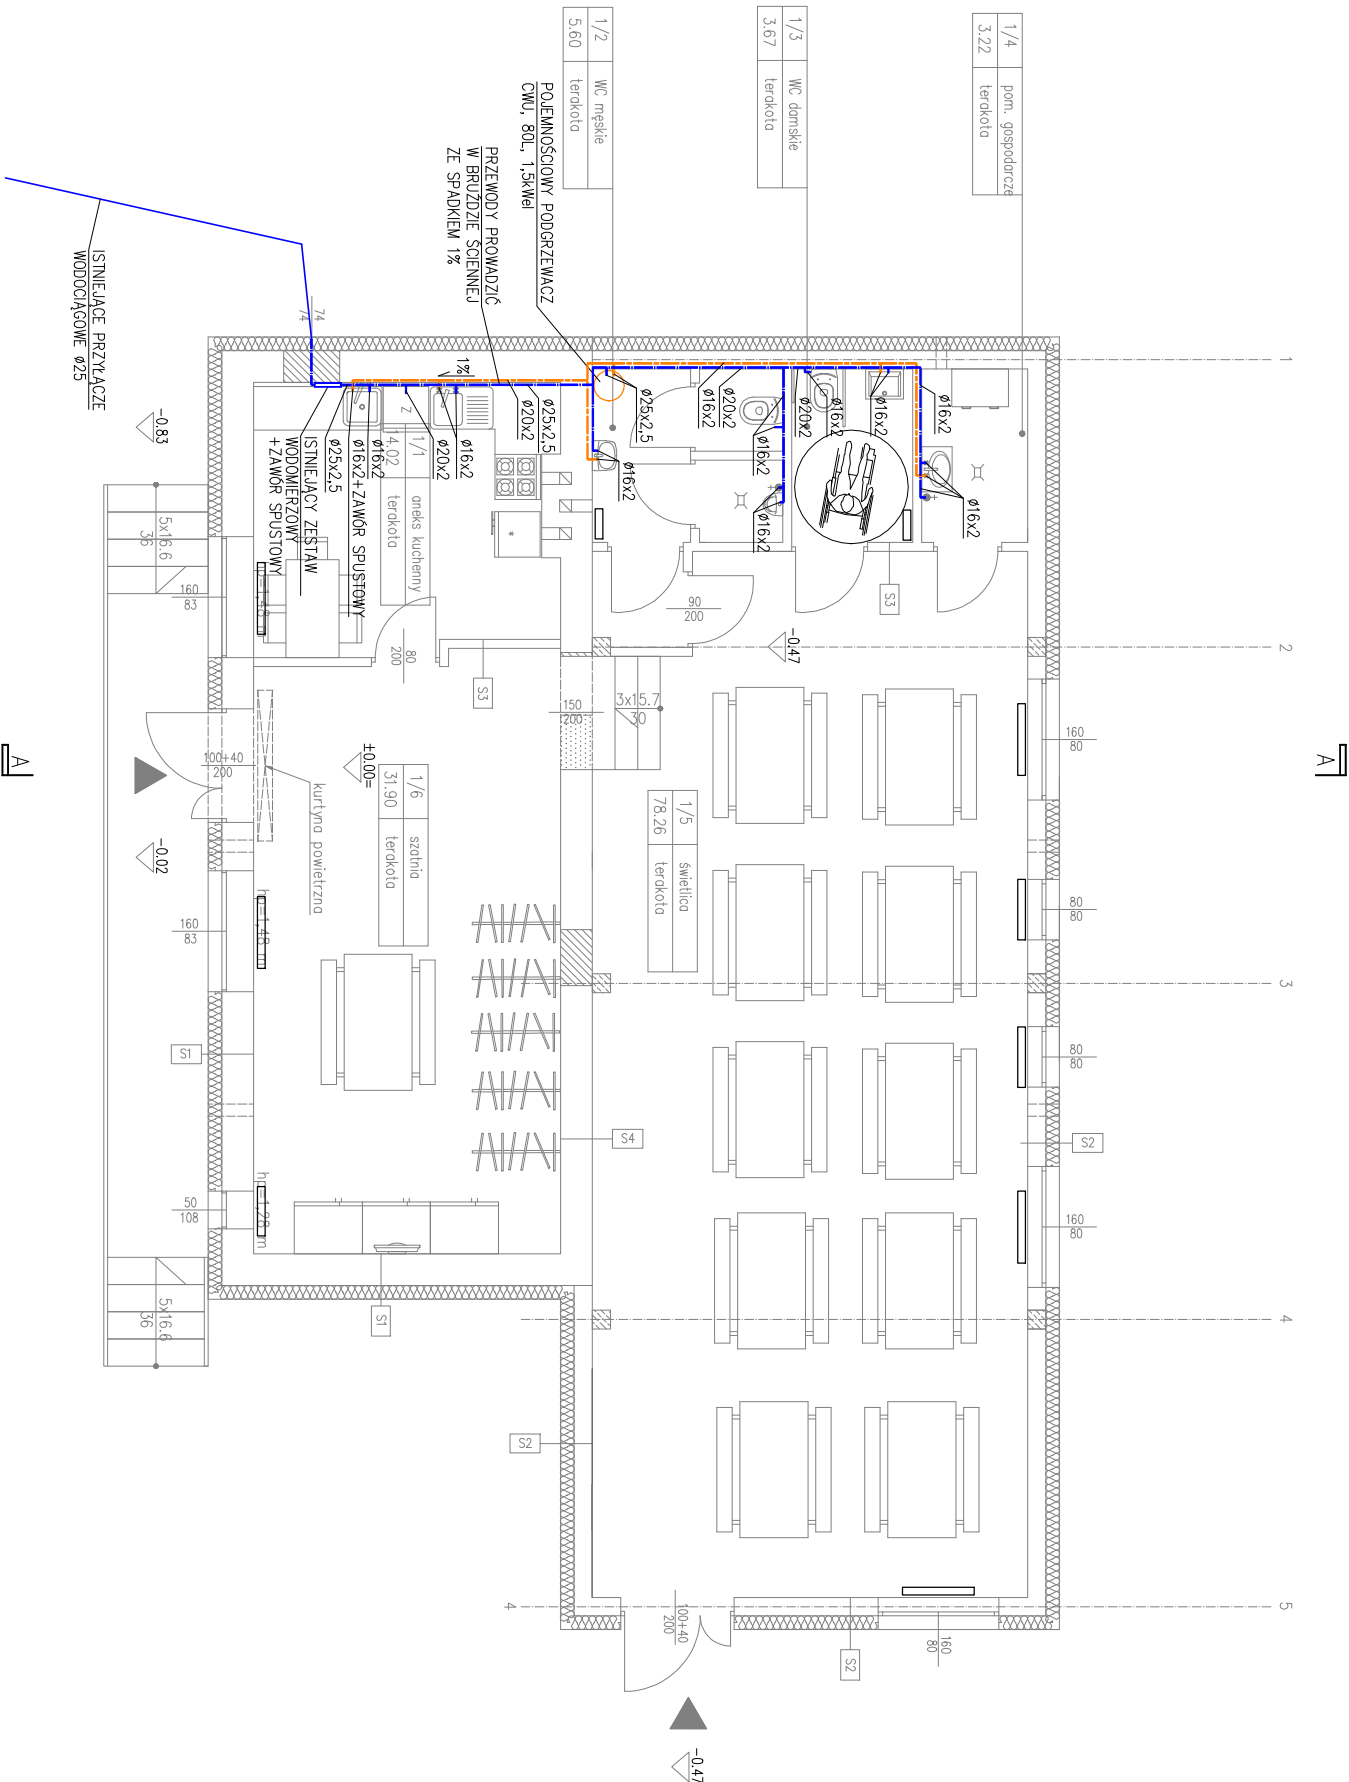 1/4 pom. gospodarcze
3.22 terakota
1/3 WC damskie
3.67 terakota
1/2 WC męskie
5.60 terakota
POJEMNOŚCIOWY PODGRZEWACZ
CWU, 80L, 1,5kWel
PRZEWODY PROWADZIĆ
W BRUŹDZIE ŚCIENNEJ
ZE SPADKIEM 1%
ISTNIEJĄCE PRZYŁĄCZE
WODOCIĄGOWE ø25
74
74
1%
ø16x2
ø16x2
ø16x2
ø16x2
ø20x2
ø16x2
ø16x2
ø20x2
ø16x2
ø25x2,5
ø16x2
ø25x2,5
ø20x2
ø16x2
ø20x2
ø16x2
ø16x2+ZAWÓR SPUSTOWY
ø25x2,5
ISTNIEJĄCY ZESTAW
WODOMIERZOWY
+ZAWÓR SPUSTOWY
1/1 aneks kuchenny
14.02 terakota
Z
*
1/5 świetlica
78.26 terakota
1/6 szatnia
31.90 terakota
kurtyna powietrzna
±0.00=
-0.47
-0.83
-0.02
-0.47
5x16.6
36
5x16.6
36
3x15.7
30
160
83
160
83
50
108
100+40
200
80
200
90
200
150
200
160
80
80
80
80
80
160
80
160
80
100+40
200
hp=1,48 m
S1
S1
S2
S2
S2
S3
S3
S4
1
2
3
4
5
4
A
A